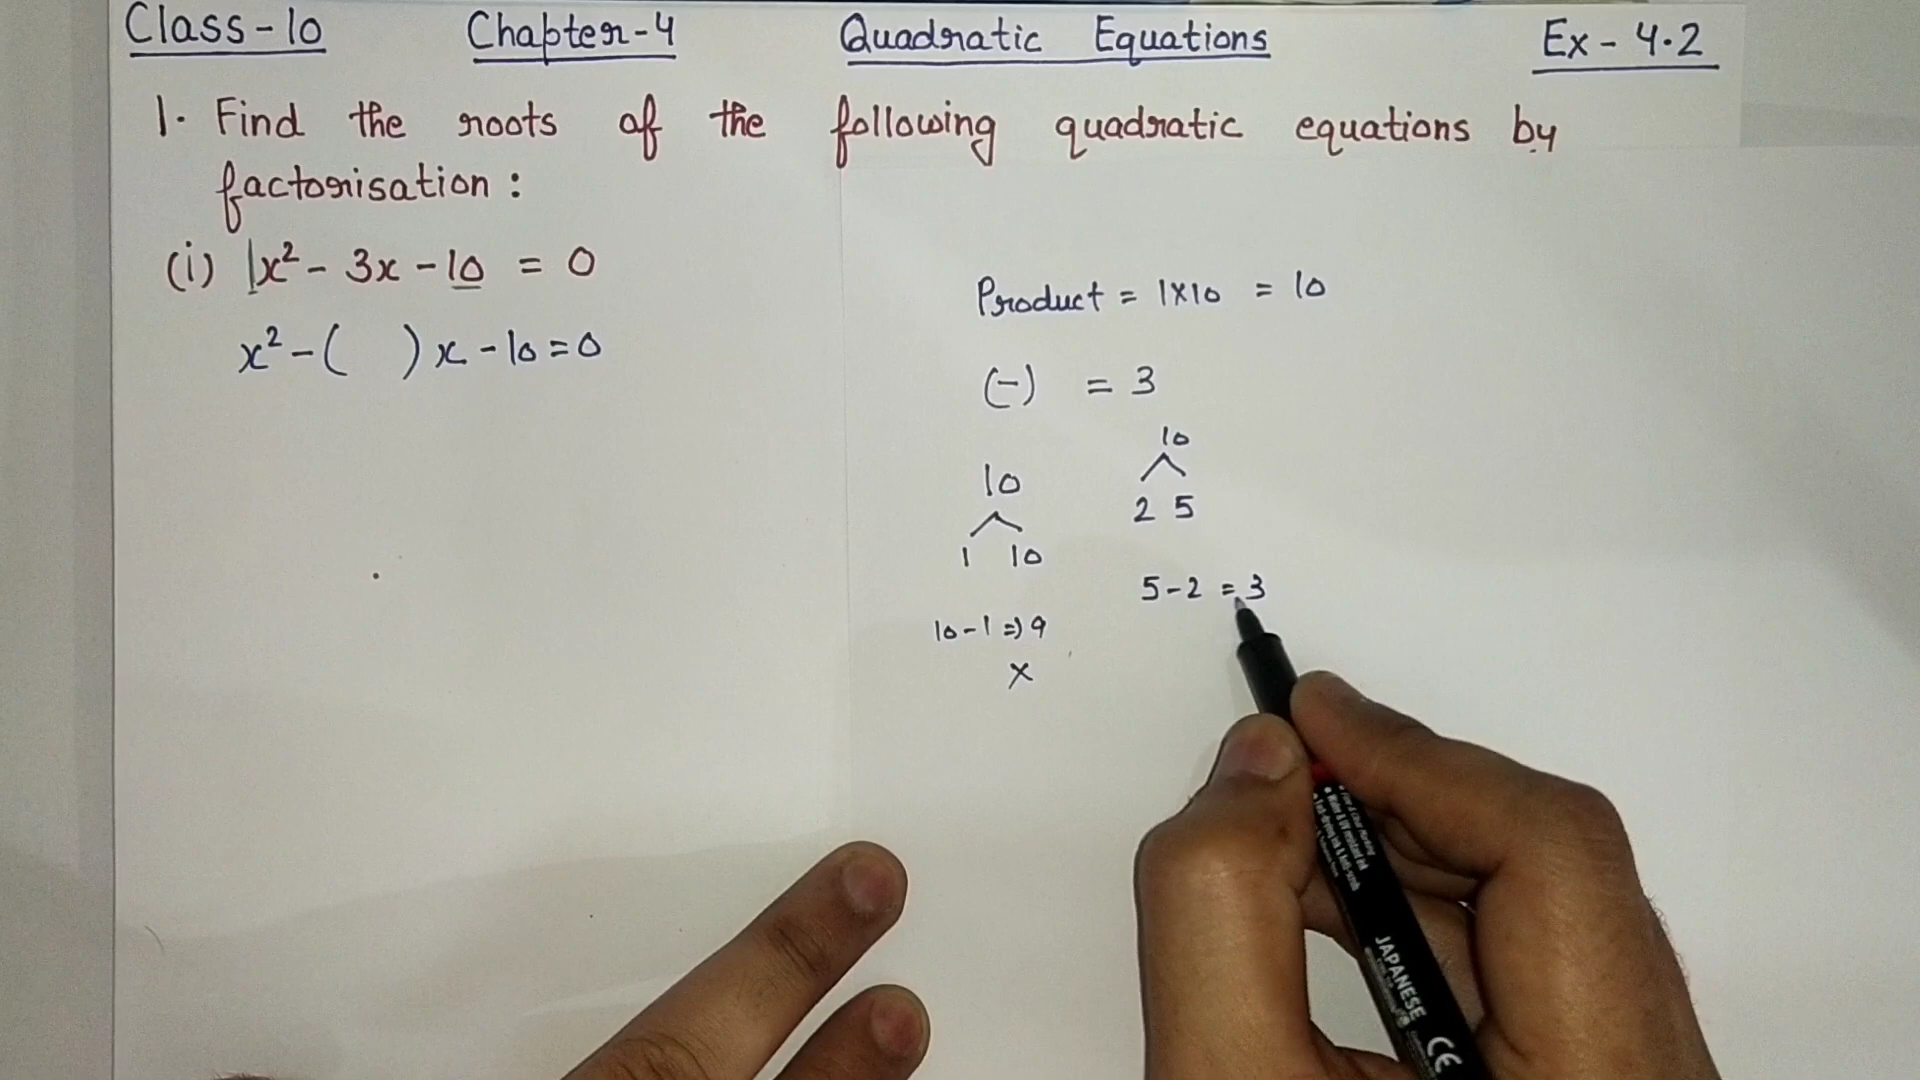 Class-10 Chapter-4 Quadratic Equations Ex-4.2
1. Find the roots of the following quadratic equations by
factorisation:
(i) 1x² - 3x - 10 = 0
x² - ( ) x - 10 = 0
Product = 1×10 = 10
(-) = 3
10
2 5
10
1 10
5-2 = 3
10-1 => 9
×
JAPANESE
CE